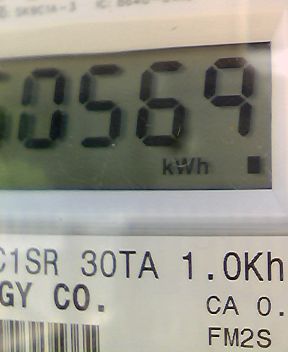 0569
kWh
C1SR 30TA 1.0Kh
GY CO.
CA 0.
FM2S